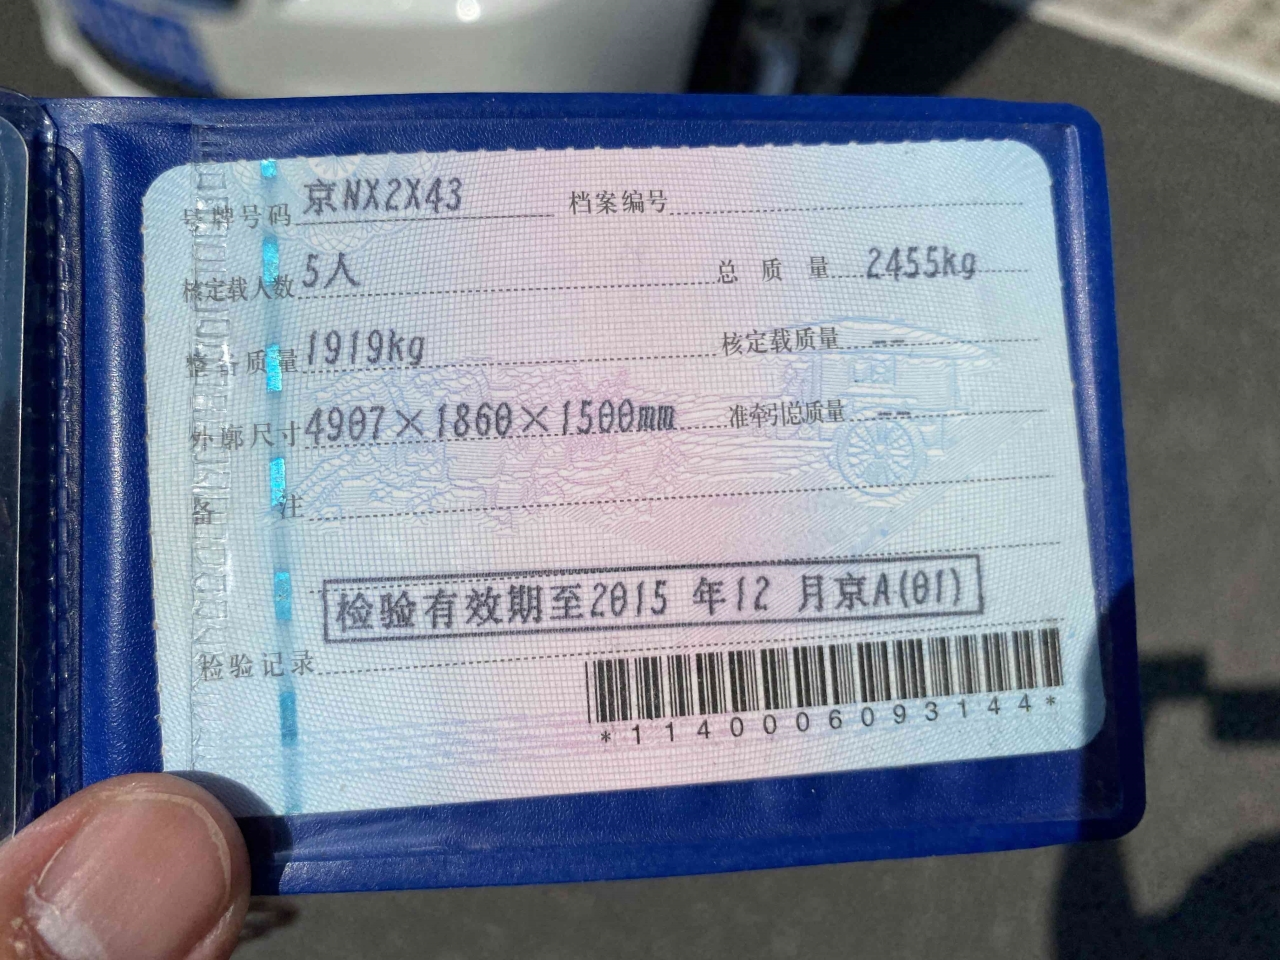 号牌号码 京NX2X43 档案编号
核定载人数 5人 总质量 2455kg
整备质量 1919kg 核定载质量 --
外廓尺寸 4907×1860×1500mm 准牵引总质量 --
备注
检验有效期至2015 年12 月京A(01)
检验记录
*1140006093144*